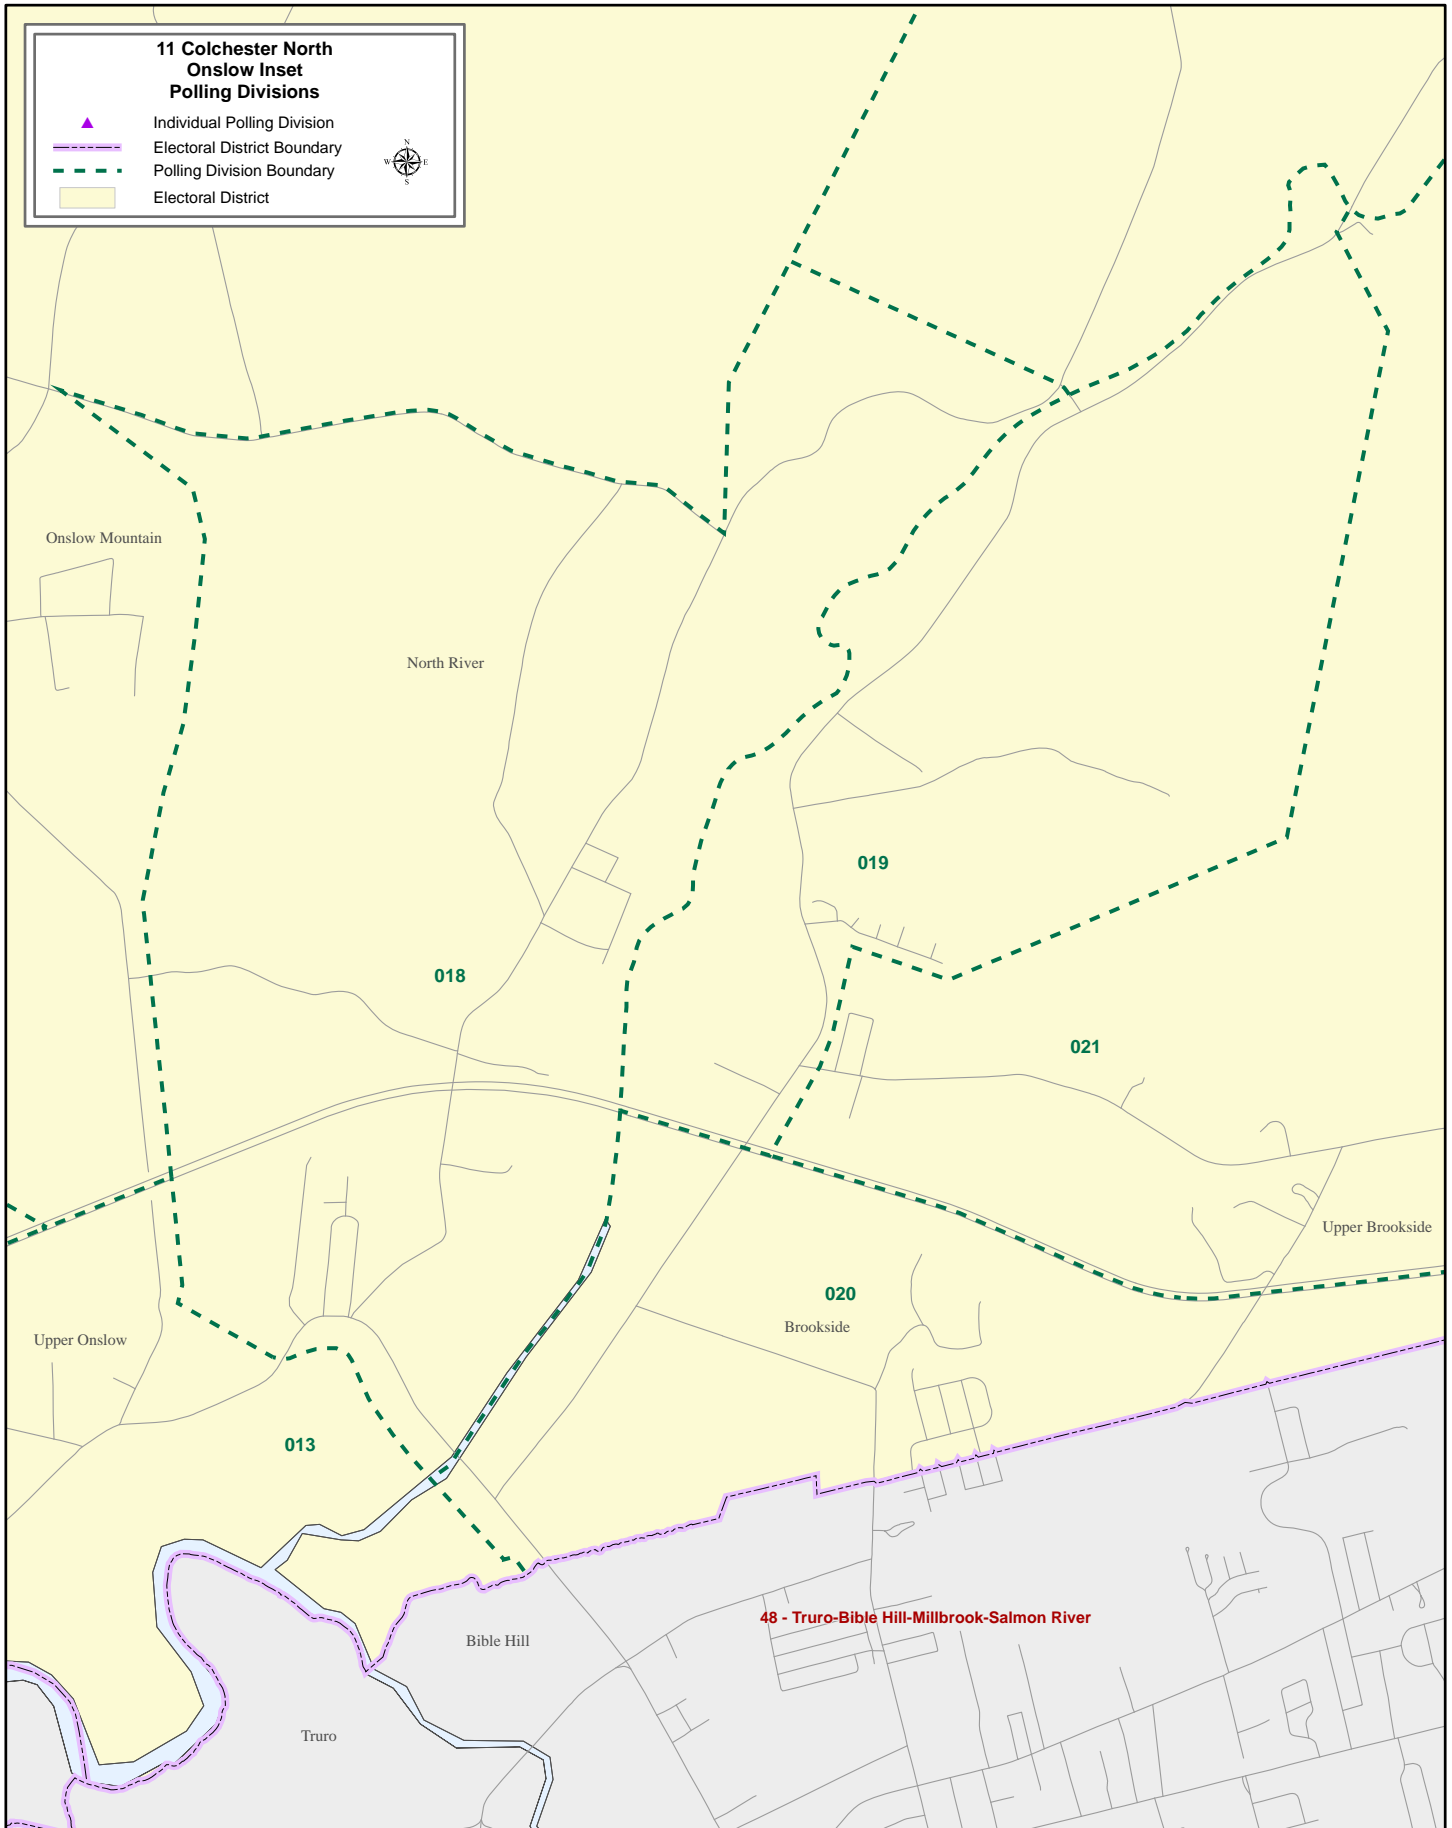 11 Colchester North
Onslow Inset
Polling Divisions
Individual Polling Division
Electoral District Boundary
Polling Division Boundary
Electoral District
N
W E
S
Onslow Mountain
North River
019
018
021
Upper Brookside
020
Brookside
Upper Onslow
013
48 - Truro-Bible Hill-Millbrook-Salmon River
Bible Hill
Truro